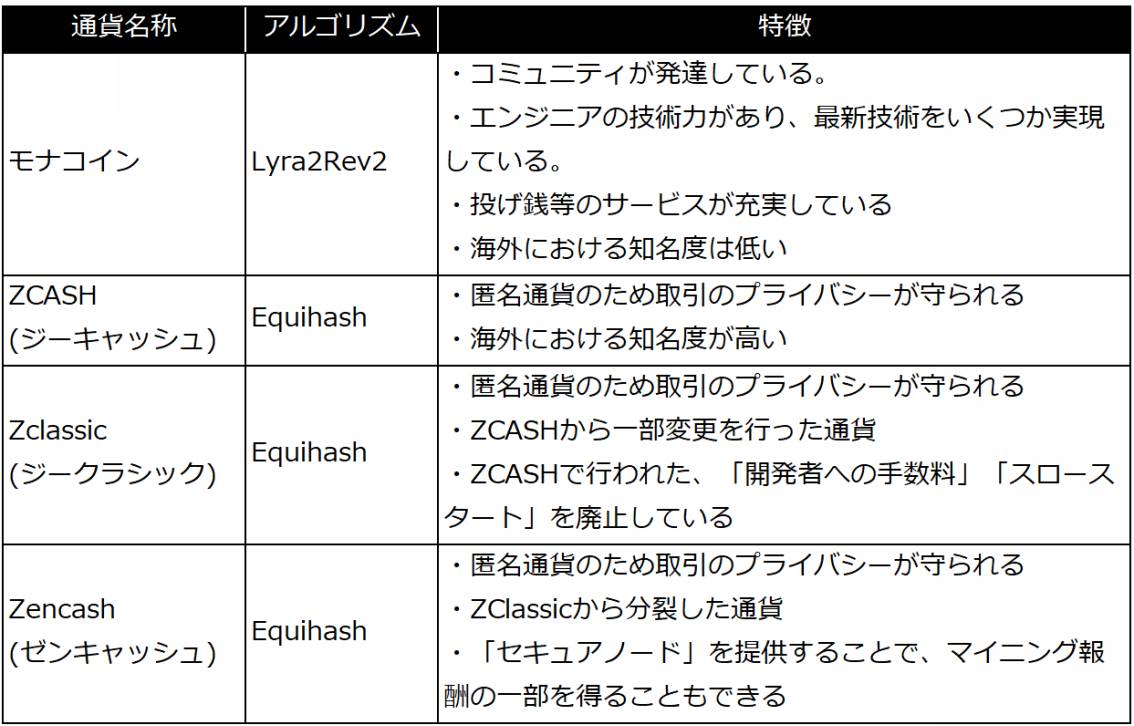 通貨名称 アルゴリズム 特徴
モナコイン
Lyra2Rev2
・コミュニティが発達している。
・エンジニアの技術力があり、最新技術をいくつか実現
している。
・投げ銭等のサービスが充実している
・海外における知名度は低い
ZCASH
(ジーキャッシュ)
Equihash
・匿名通貨のため取引のプライバシーが守られる
・海外における知名度が高い
Zclassic
(ジークラシック)
Equihash
・匿名通貨のため取引のプライバシーが守られる
・ZCASHから一部変更を行った通貨
・ZCASHで行われた、「開発者への手数料」「スロース
タート」を廃止している
Zencash
(ゼンキャッシュ)
Equihash
・匿名通貨のため取引のプライバシーが守られる
・ZClassicから分裂した通貨
・「セキュアノード」を提供することで、マイニング報
酬の一部を得ることもできる